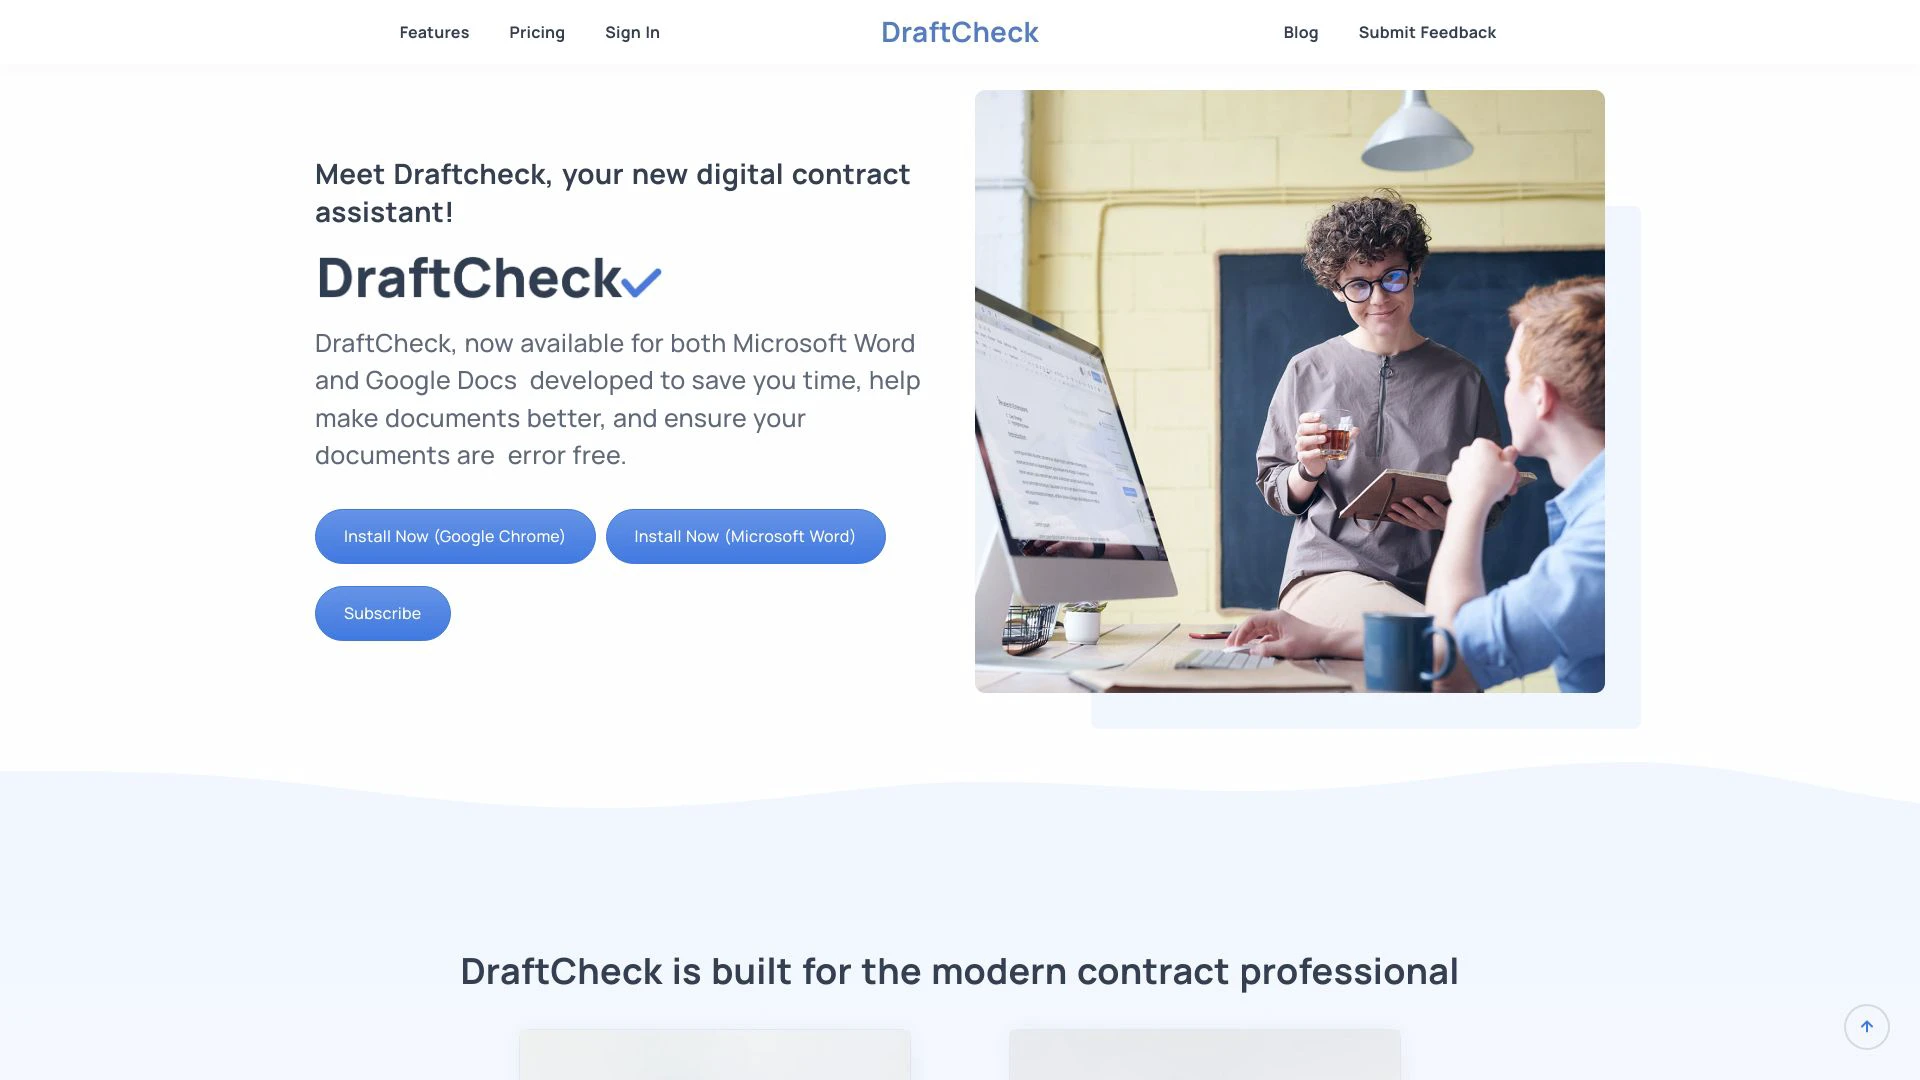 Features Pricing Sign In DraftCheck Blog Submit Feedback
Meet Draftcheck, your new digital contract
assistant!
DraftCheck
DraftCheck, now available for both Microsoft Word
and Google Docs  developed to save you time, help
make documents better, and ensure your
documents are  error free.
Install Now (Google Chrome) Install Now (Microsoft Word)
Subscribe
DraftCheck is built for the modern contract professional